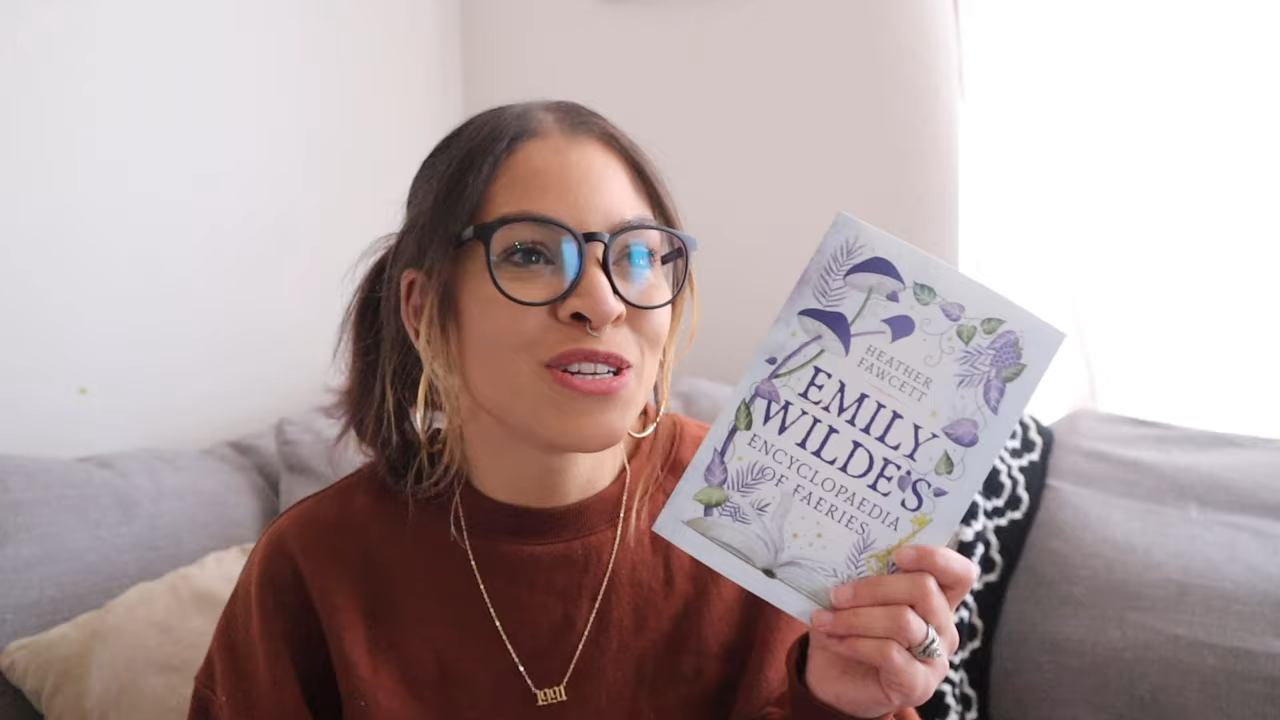 HEATHER
FAWCETT
EMILY
WILDE'S
ENCYCLOPAEDIA
OF FAERIES
1991